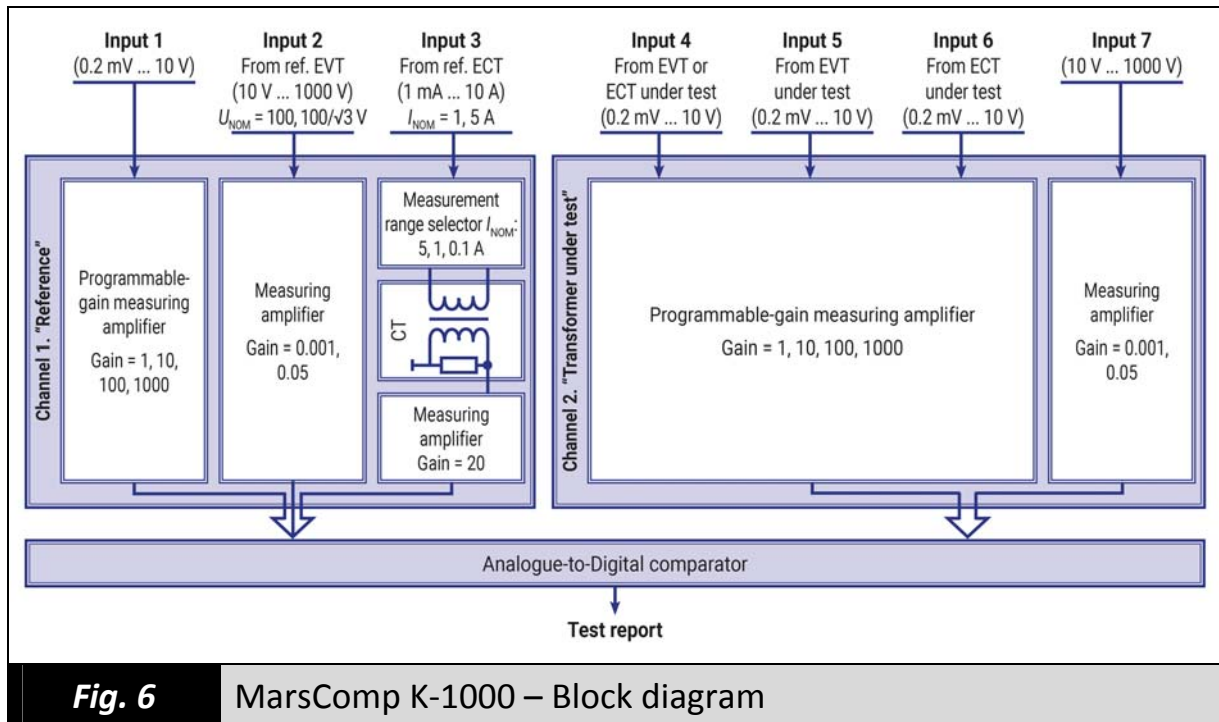 Input 1
(0.2 mV ... 10 V)
Input 2
From ref. EVT
(10 V ... 1000 V)
U_NOM = 100, 100/√3 V
Input 3
From ref. ECT
(1 mA ... 10 A)
I_NOM = 1, 5 A
Input 4
From EVT or
ECT under test
(0.2 mV ... 10 V)
Input 5
From EVT
under test
(0.2 mV ... 10 V)
Input 6
From ECT
under test
(0.2 mV ... 10 V)
Input 7
(10 V ... 1000 V)
Channel 1. "Reference"
Programmable-
gain measuring
amplifier
Gain = 1, 10,
100, 1000
Measuring
amplifier
Gain = 0.001,
0.05
Measurement
range selector I_NOM:
5, 1, 0.1 A
CT
Measuring
amplifier
Gain = 20
Channel 2. "Transformer under test"
Programmable-gain measuring amplifier
Gain = 1, 10, 100, 1000
Measuring
amplifier
Gain = 0.001,
0.05
Analogue-to-Digital comparator
Test report
Fig. 6 MarsComp K-1000 – Block diagram